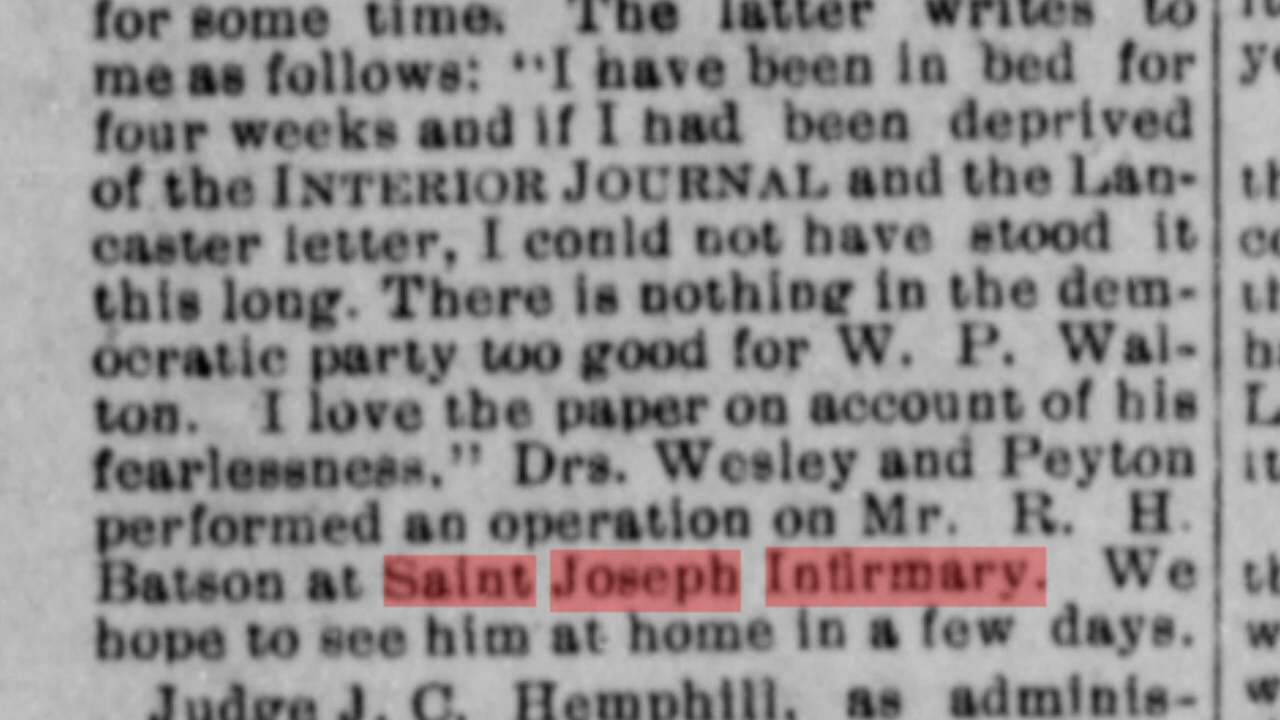 for some time. The latter writes to
me as follows: "I have been in bed for
four weeks and if I had been deprived
of the INTERIOR JOURNAL and the Lan-
caster letter, I could not have stood it
this long. There is nothing in the dem-
ocratic party too good for W. P. Wal-
ton. I love the paper on account of his
fearlessness." Drs. Wesley and Peyton
performed an operation on Mr. R. H.
Batson at Saint Joseph Infirmary. We
hope to see him at home in a few days.
Judge J. C. Hemphill, as adminis-